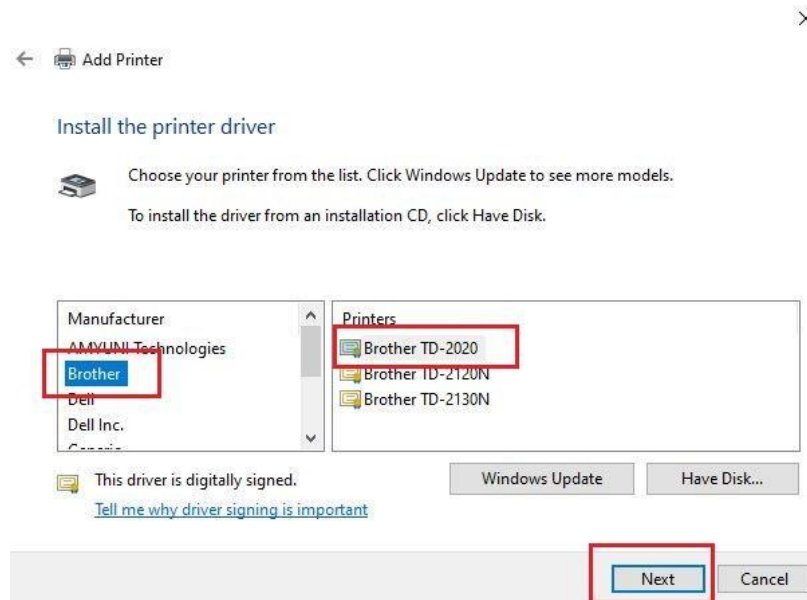 Add Printer
Install the printer driver
Choose your printer from the list. Click Windows Update to see more models.
To install the driver from an installation CD, click Have Disk.
Manufacturer
AMYUNI Technologies
Brother
Dell
Dell Inc.
Generic
Printers
Brother TD-2020
Brother TD-2120N
Brother TD-2130N
This driver is digitally signed.
Tell me why driver signing is important
Windows Update
Have Disk...
Next
Cancel